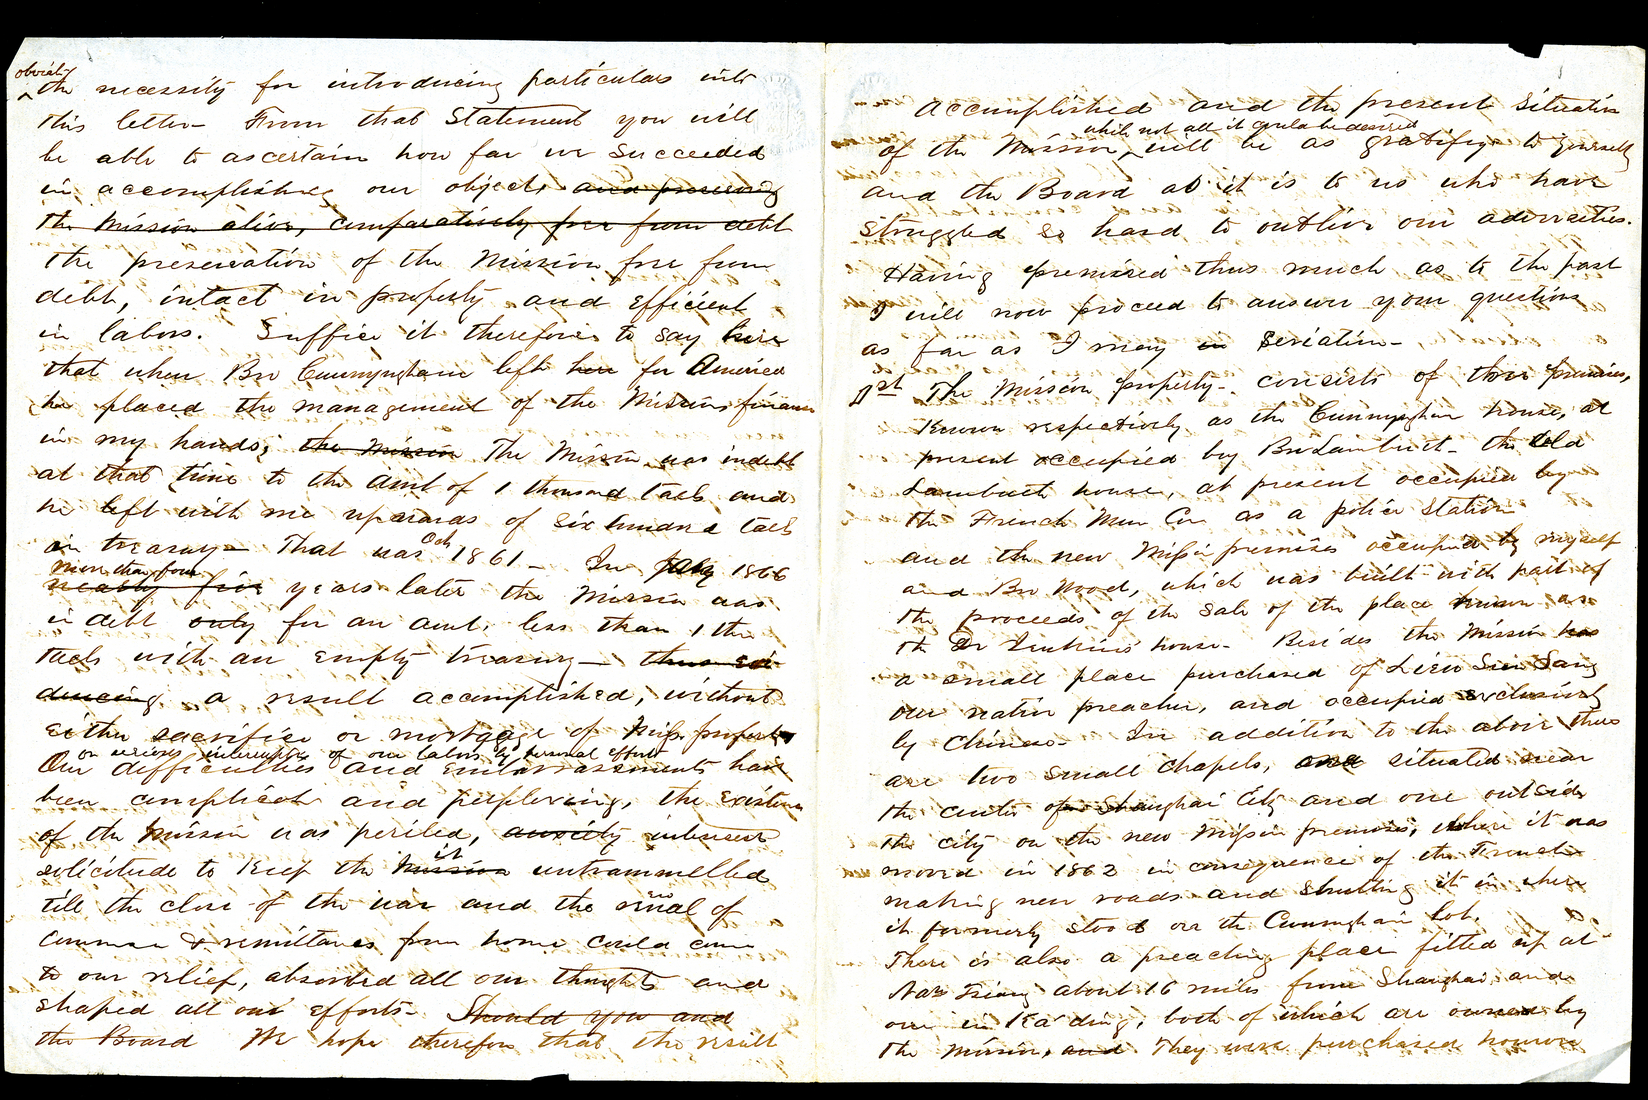 obviating
the necessity for introducing particulars into
this letter— From that Statement you will
be able to ascertain how far we succeeded
in accomplishing our object, and preserving
the Mission alive, comparatively free from debt
the preservation of the Mission free from
debt, intact in property and efficient
in labors. Suffice it therefore to say here
that when Bro Cunnyngham left here for America
he placed the management of the Missions finances
in my hands; the Mission The Mission was indebt
at that time to the amt of 1 thousand taels and
he left with me upwards of six hundred taels
in treasury— That was Oct 1861 — In Jany 1866
more than four
nearly five years later the Mission was
in debt only for an amt. less than 1 tho
taels with an empty treasury— thus evi-
dencing a result accomplished, without
either sacrifice or mortgage of Miss. property
or serious interruption of our labors by personal effort
Our difficulties and embarrassments have
been complicate and perplexing, the existence
of the Mission was periled, anxiety intensest
solicitude to keep the Mission it untrammelled
till the close of the war and the revival of
commerce & remittances from home could come
to our relief, absorbed all our thoughts and
shaped all our efforts— Should you and
the Board We hope therefore that the result
accomplished and the present situation
while not all it could be desired
of the Mission, will be as gratifying to yourself
and the Board as it is to us who have
struggled so hard to outlive our adversities.
Having premised thus much as to the past
I will now proceed to answer your questions
as far as I may in seriatim—
1st The Mission property— consists of three premises,
known respectively as the Cunnyngham house, at
present occupied by Bro Lambuth— the old
Lambuth house, at present occupied by
the French Mun Con as a police Station
and the new Missn premises occupied by myself
and Bro Wood, which was built with part of
the proceeds of the sale of the place known as
the Dr Jenkins' house— Besides the Mission has
a small place purchased of Liew Sien Sang
our native preacher, and occupied exclusively
by Chinese— In addition to the above there
are two small chapels, one situated near
the center of Shanghai City and one outside
the city on the new Missin premises, where it was
moved in 1862 in consequence of the French
making new roads and shutting it in where
it formerly stood on the Cunnyngham lot.
There is also a preaching place fitted up at
Nan Ziang about 16 miles from Shanghai, and
one in Ka'ding, both of which are owned by
the Mission, and They were purchased however